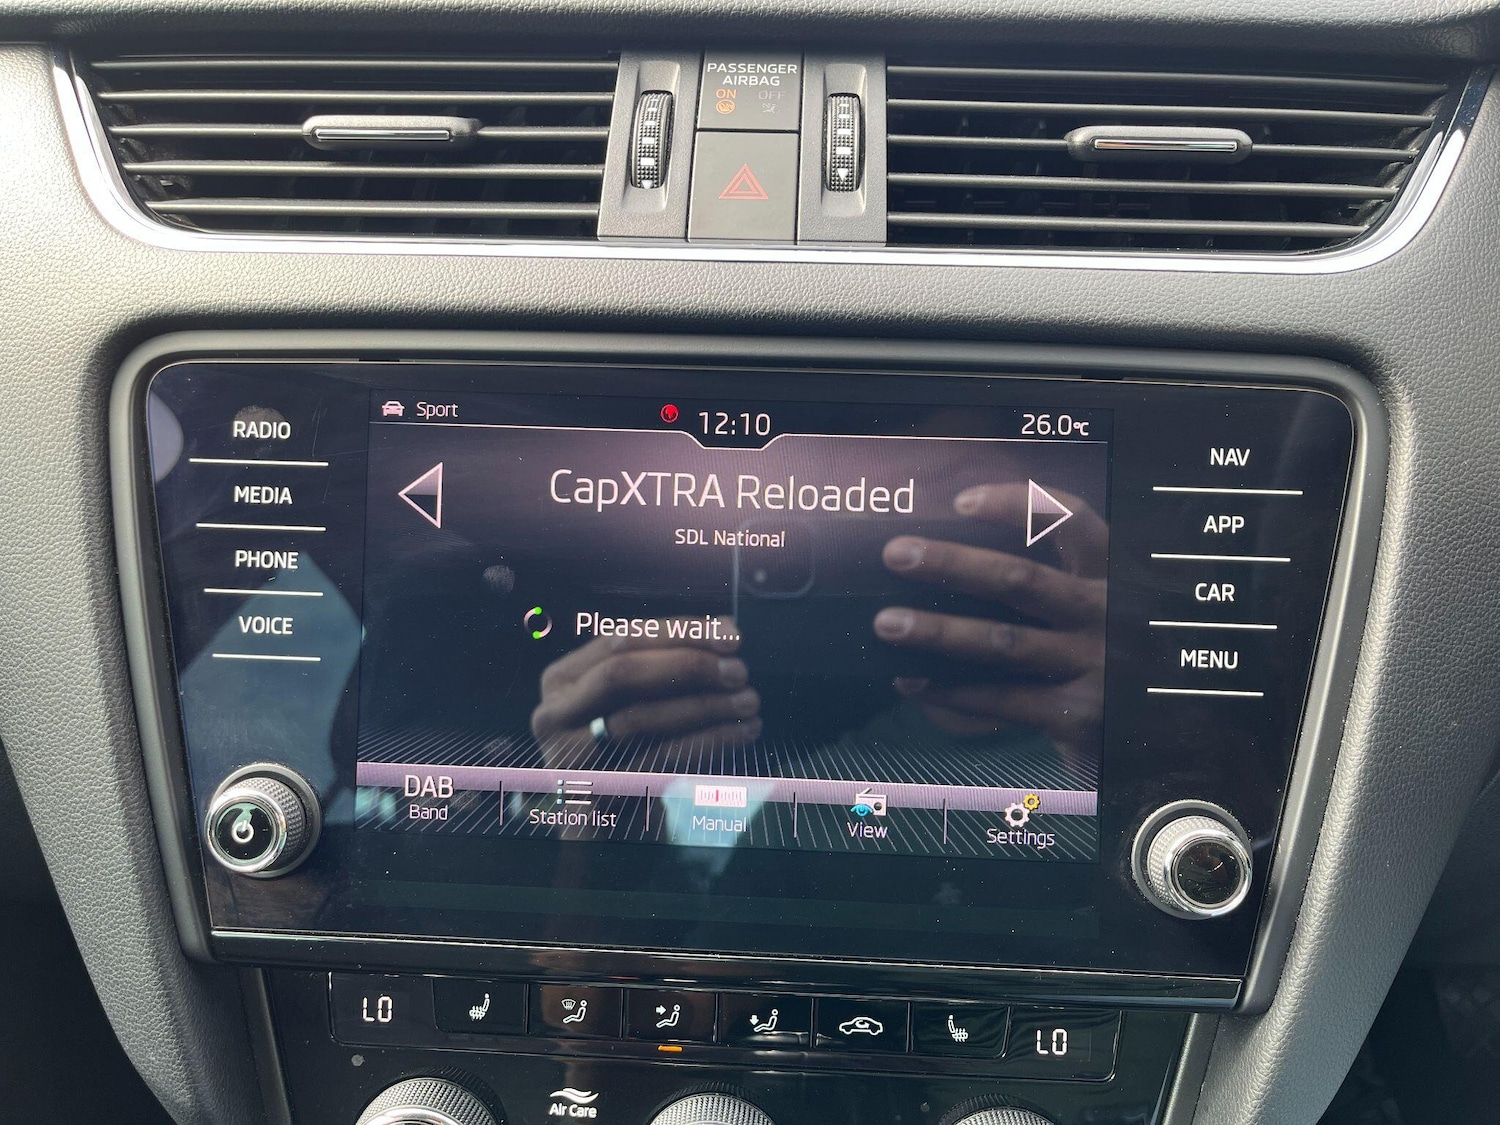 PASSENGER
AIRBAG
ON OFF
Sport 12:10 26.0°C
RADIO
MEDIA
PHONE
VOICE
CapXTRA Reloaded
SDL National
Please wait...
NAV
APP
CAR
MENU
DAB
Band
Station list
Manual
View
Settings
LO LO
Air Care